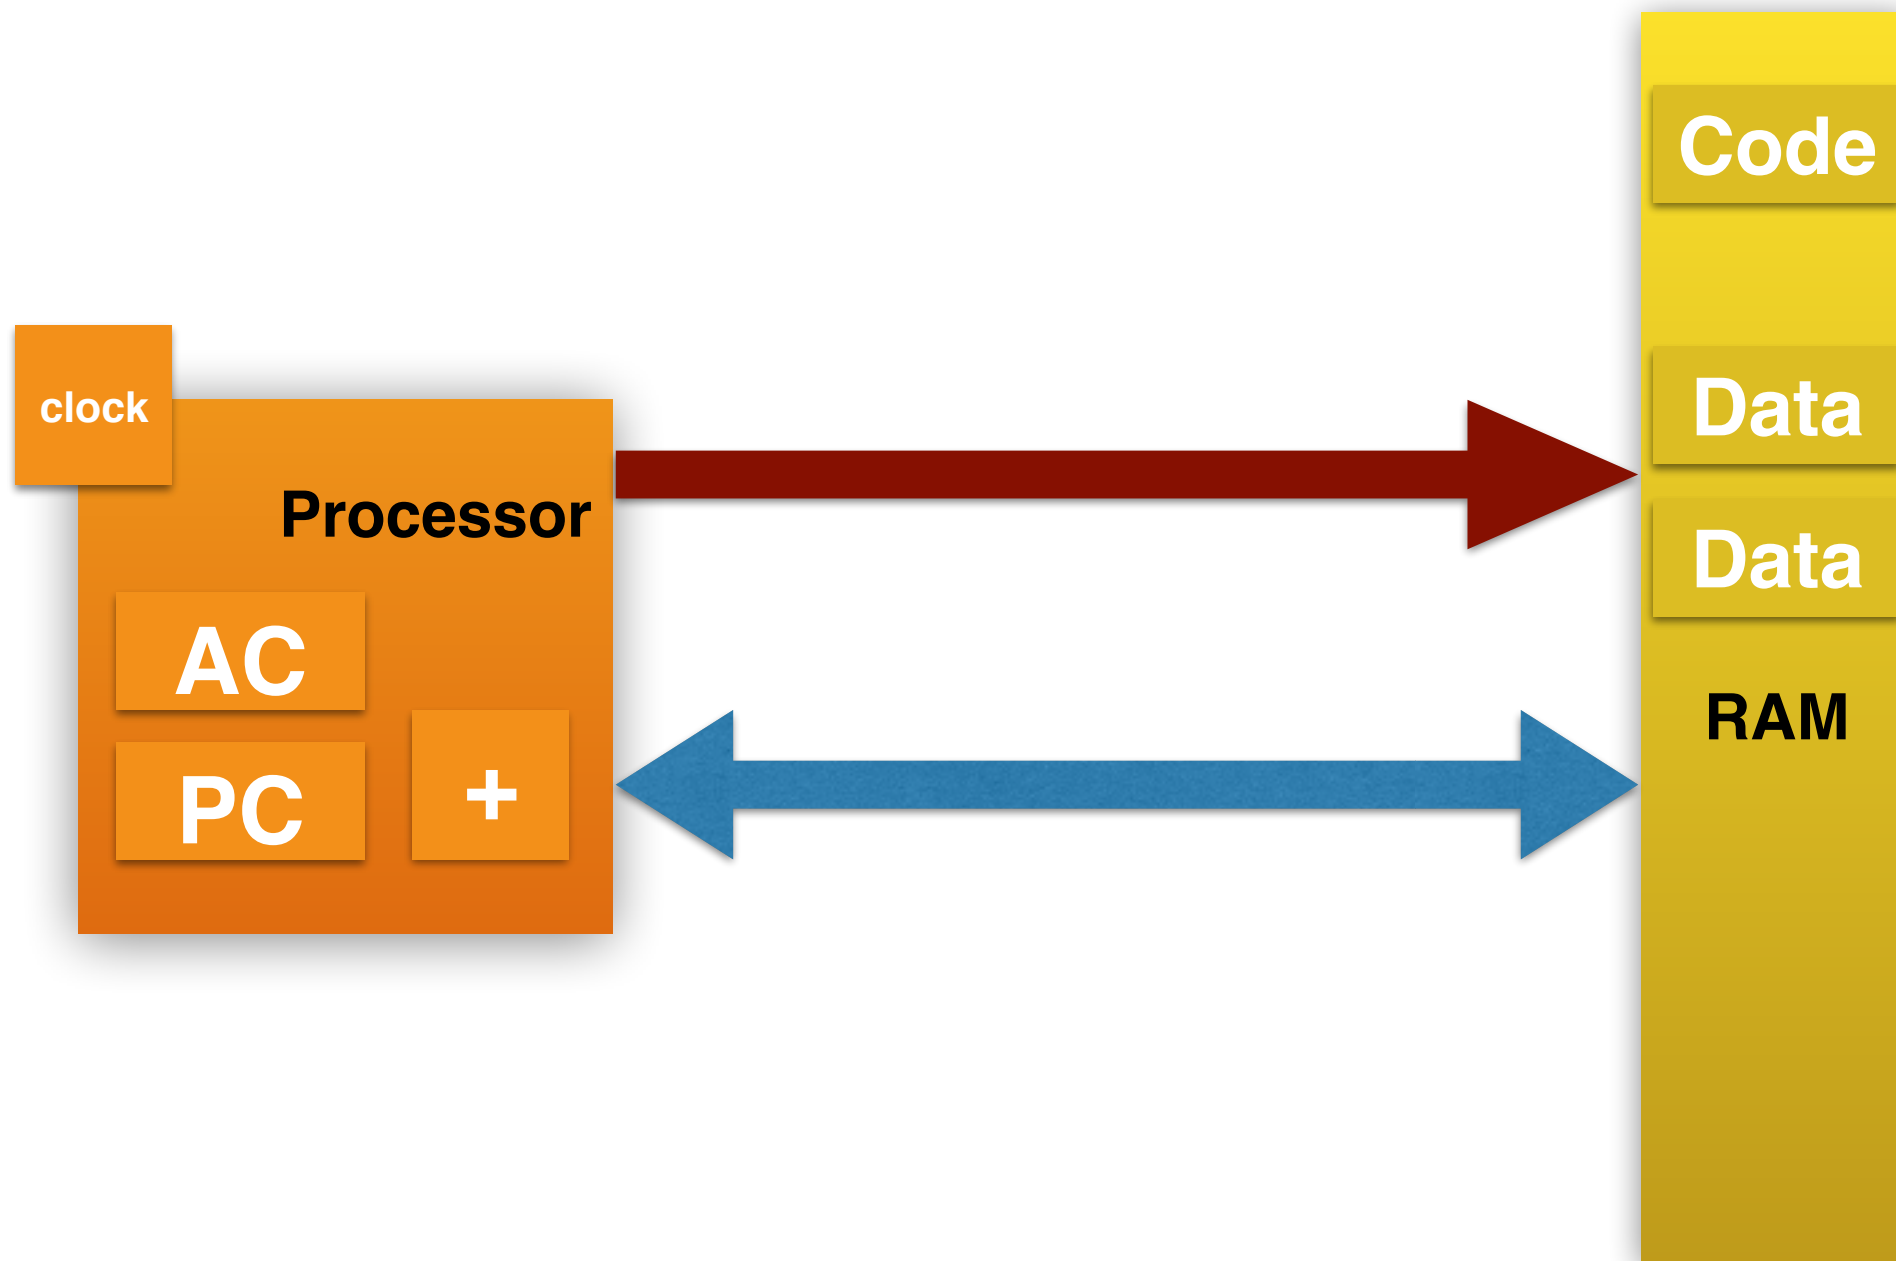 clock
Processor
AC
PC
+
Code
Data
Data
RAM